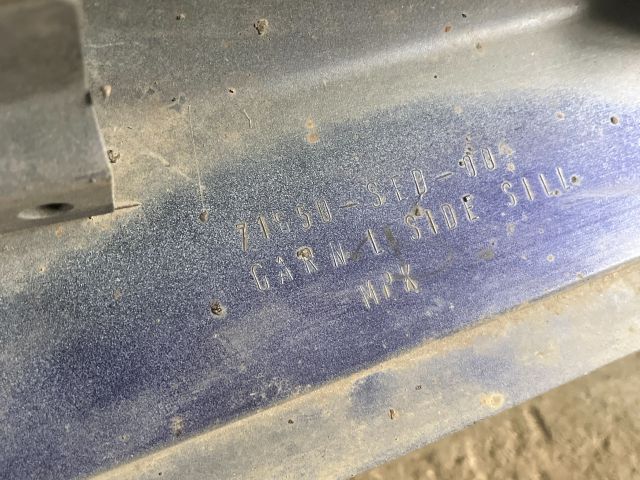 71850-SED-00
GARN L SIDE SILL
MPX